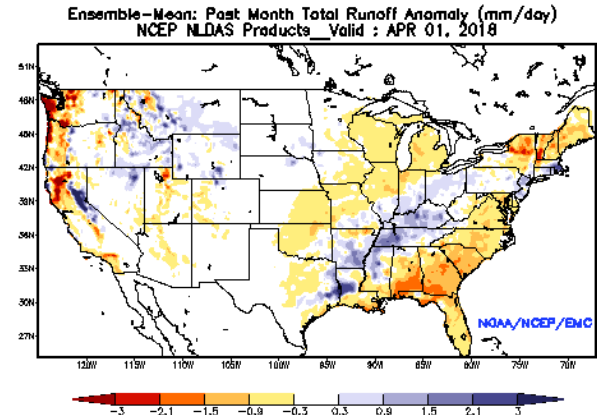 Ensemble-Mean: Past Month Total Runoff Anomaly (mm/day)
NCEP NLDAS Products__Valid : APR 01, 2018
51N
48N
45N
42N
39N
36N
33N
30N
27N
NOAA/NCEP/EMC
120W 115W 110W 105W 100W 95W 90W 85W 80W 75W 70W
-3 -2.1 -1.5 -0.9 -0.3 0.3 0.9 1.5 2.1 3